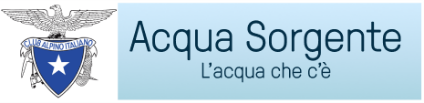 CLUB ALPINO ITALIANO
Acqua Sorgente
L'acqua che c'è